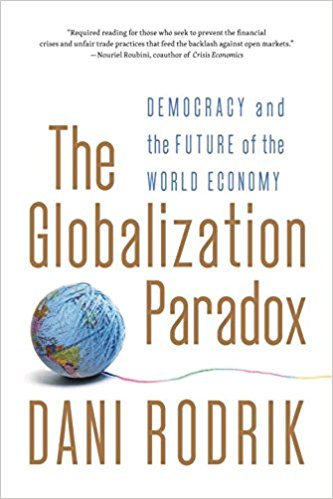 "Required reading for those who seek to prevent the financial
crises and unfair trade practices that feed the backlash against open markets."
—Nouriel Roubini, coauthor of Crisis Economics
DEMOCRACY and
the FUTURE of the
WORLD ECONOMY
The
Globalization
Paradox
DANI RODRIK